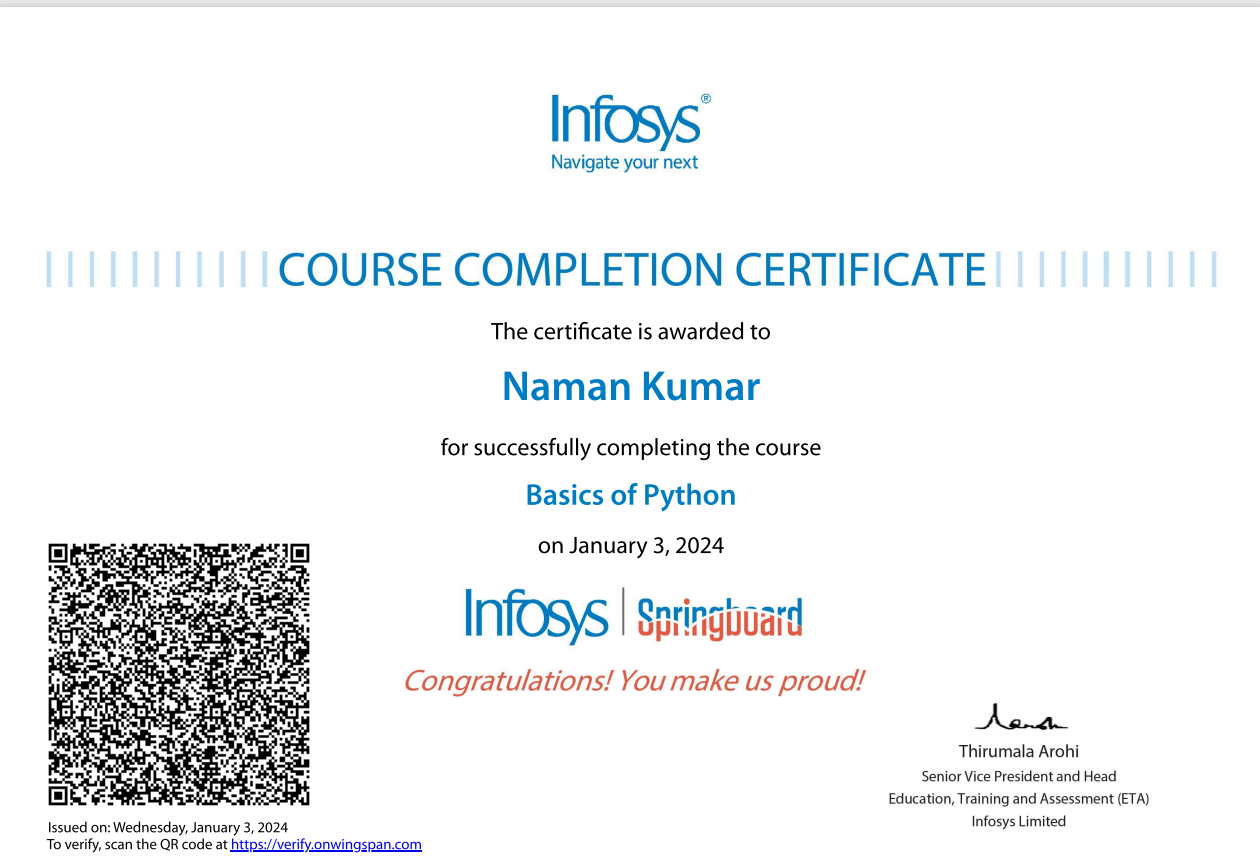 Infosys®
Navigate your next
COURSE COMPLETION CERTIFICATE
The certificate is awarded to
Naman Kumar
for successfully completing the course
Basics of Python
on January 3, 2024
Infosys | Springboard
Congratulations! You make us proud!
Thirumala Arohi
Senior Vice President and Head
Education, Training and Assessment (ETA)
Infosys Limited
Issued on: Wednesday, January 3, 2024
To verify, scan the QR code at https://verify.onwingspan.com